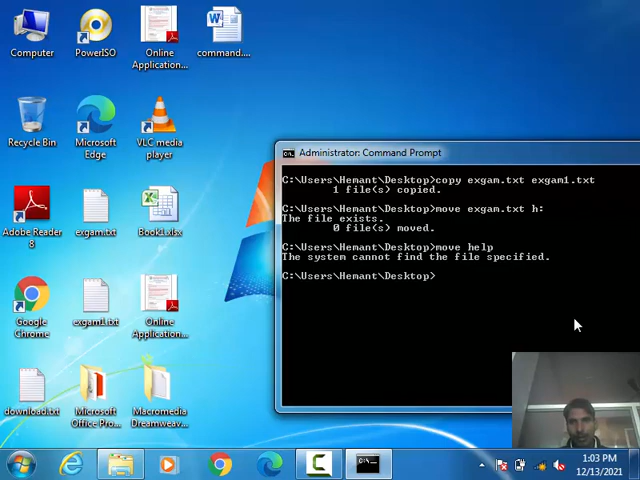 Computer
PowerISO
Online
Application...
command....
Recycle Bin
Microsoft
Edge
VLC media
player
Adobe Reader
8
exgam.txt
Book1.xlsx
Google
Chrome
exgam1.txt
Online
Application...
download.txt
Microsoft
Office Pro...
Macromedia
Dreamweav...
Administrator: Command Prompt
C:\Users\Hemant\Desktop>copy exgam.txt exgam1.txt
1 file(s) copied.
C:\Users\Hemant\Desktop>move exgam.txt h:
The file exists.
0 file(s) moved.
C:\Users\Hemant\Desktop>move help
The system cannot find the file specified.
C:\Users\Hemant\Desktop>
1:03 PM
12/13/2021